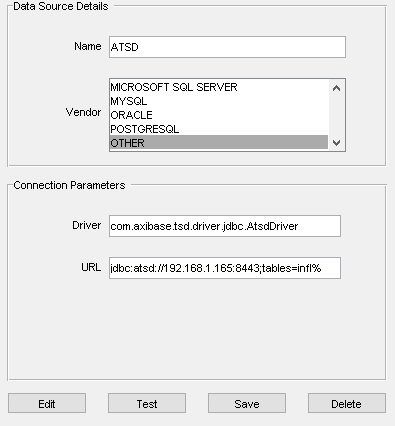 Data Source Details
Name ATSD
Vendor
MICROSOFT SQL SERVER
MYSQL
ORACLE
POSTGRESQL
OTHER
Connection Parameters
Driver com.axibase.tsd.driver.jdbc.AtsdDriver
URL jdbc:atsd://192.168.1.165:8443;tables=infl%
Edit Test Save Delete